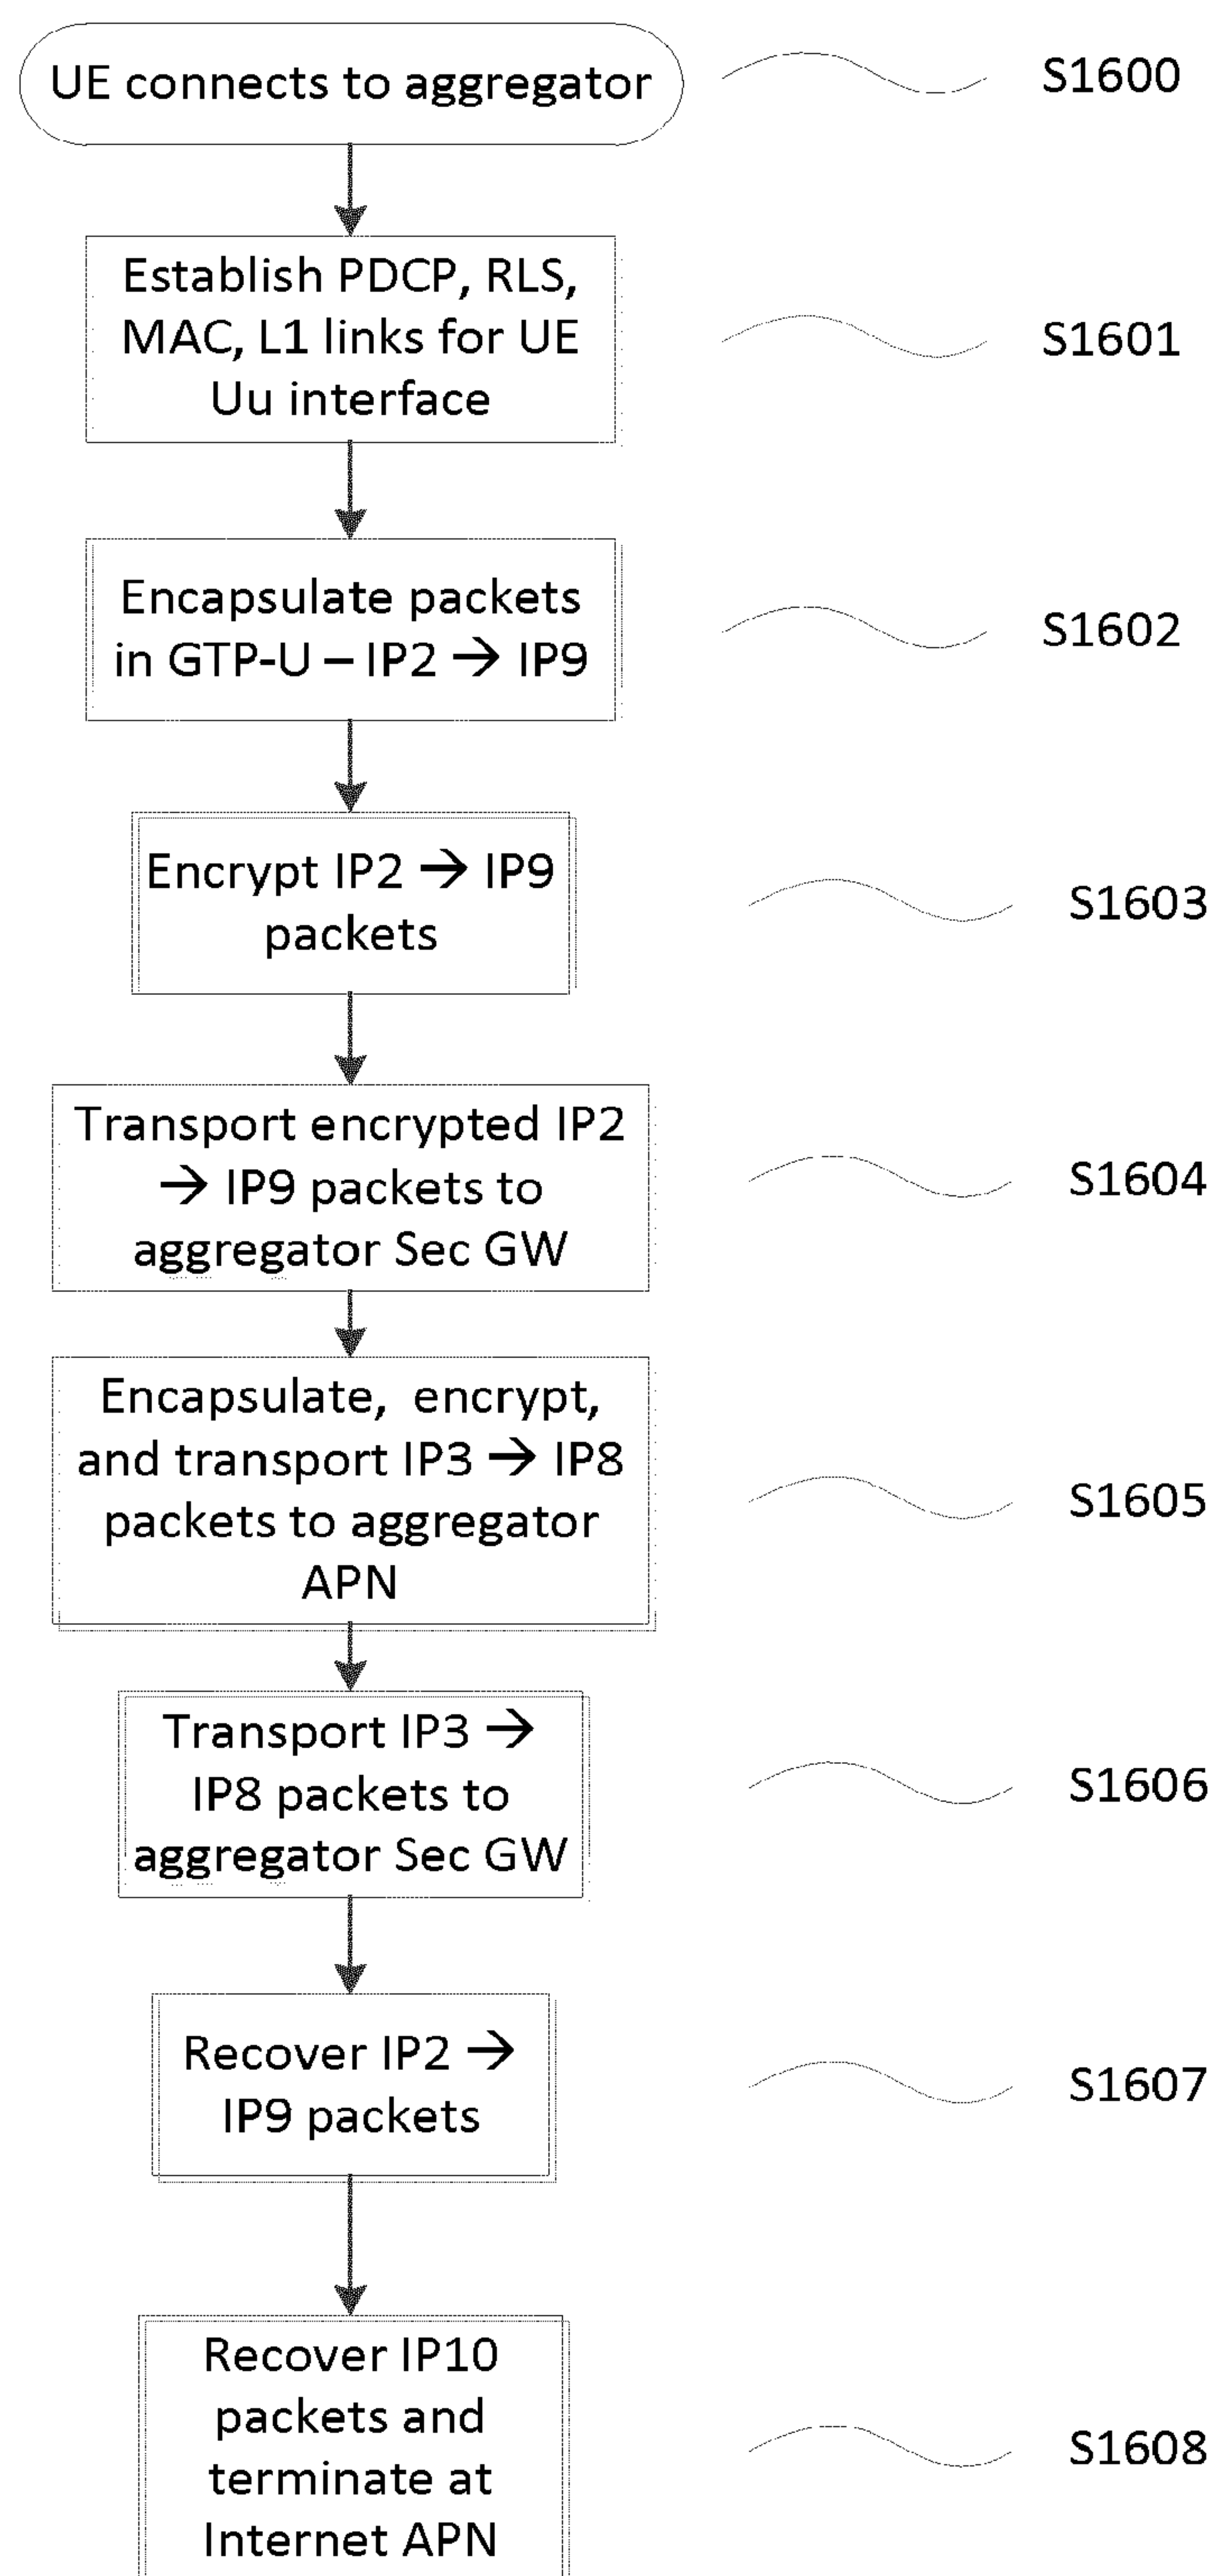 UE connects to aggregator
S1600
Establish PDCP, RLS,
MAC, L1 links for UE
Uu interface
S1601
Encapsulate packets
in GTP-U – IP2 → IP9
S1602
Encrypt IP2 → IP9
packets
S1603
Transport encrypted IP2
→ IP9 packets to
aggregator Sec GW
S1604
Encapsulate, encrypt,
and transport IP3 → IP8
packets to aggregator
APN
S1605
Transport IP3 →
IP8 packets to
aggregator Sec GW
S1606
Recover IP2 →
IP9 packets
S1607
Recover IP10
packets and
terminate at
Internet APN
S1608